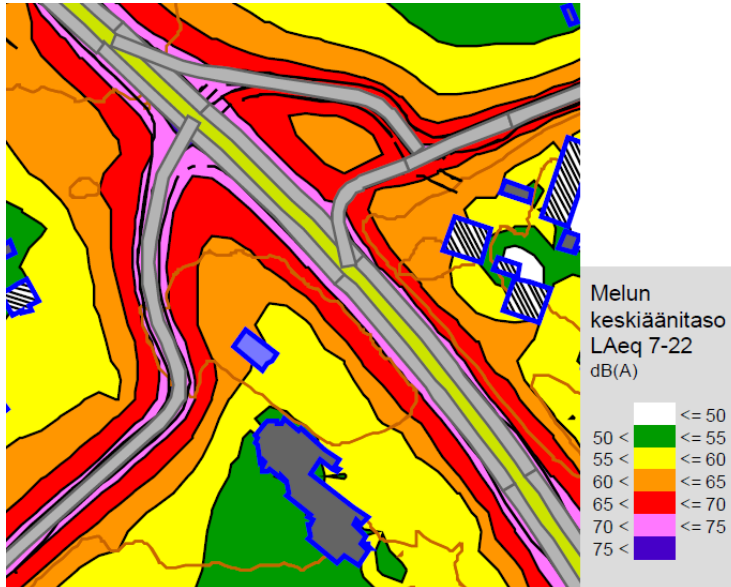 Melun
keskiäänitaso
LAeq 7-22
dB(A)
<= 50
50 < <= 55
55 < <= 60
60 < <= 65
65 < <= 70
70 < <= 75
75 <